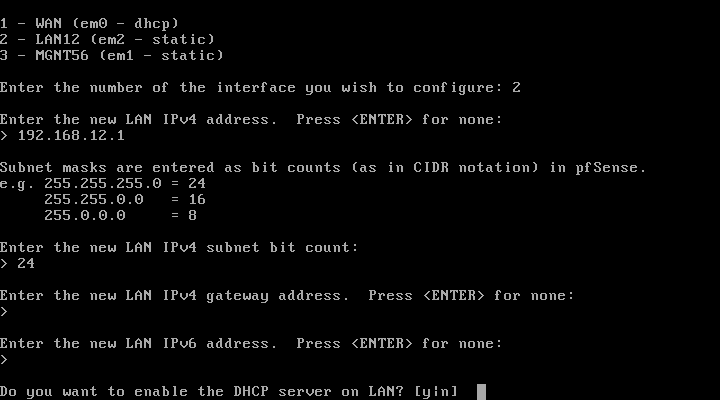 1 - WAN (em0 - dhcp)
2 - LAN12 (em2 - static)
3 - MGNT56 (em1 - static)
Enter the number of the interface you wish to configure: 2
Enter the new LAN IPv4 address.  Press <ENTER> for none:
> 192.168.12.1
Subnet masks are entered as bit counts (as in CIDR notation) in pfSense.
e.g. 255.255.255.0 = 24
     255.255.0.0   = 16
     255.0.0.0     = 8
Enter the new LAN IPv4 subnet bit count:
> 24
Enter the new LAN IPv4 gateway address.  Press <ENTER> for none:
>
Enter the new LAN IPv6 address.  Press <ENTER> for none:
>
Do you want to enable the DHCP server on LAN? [y|n]